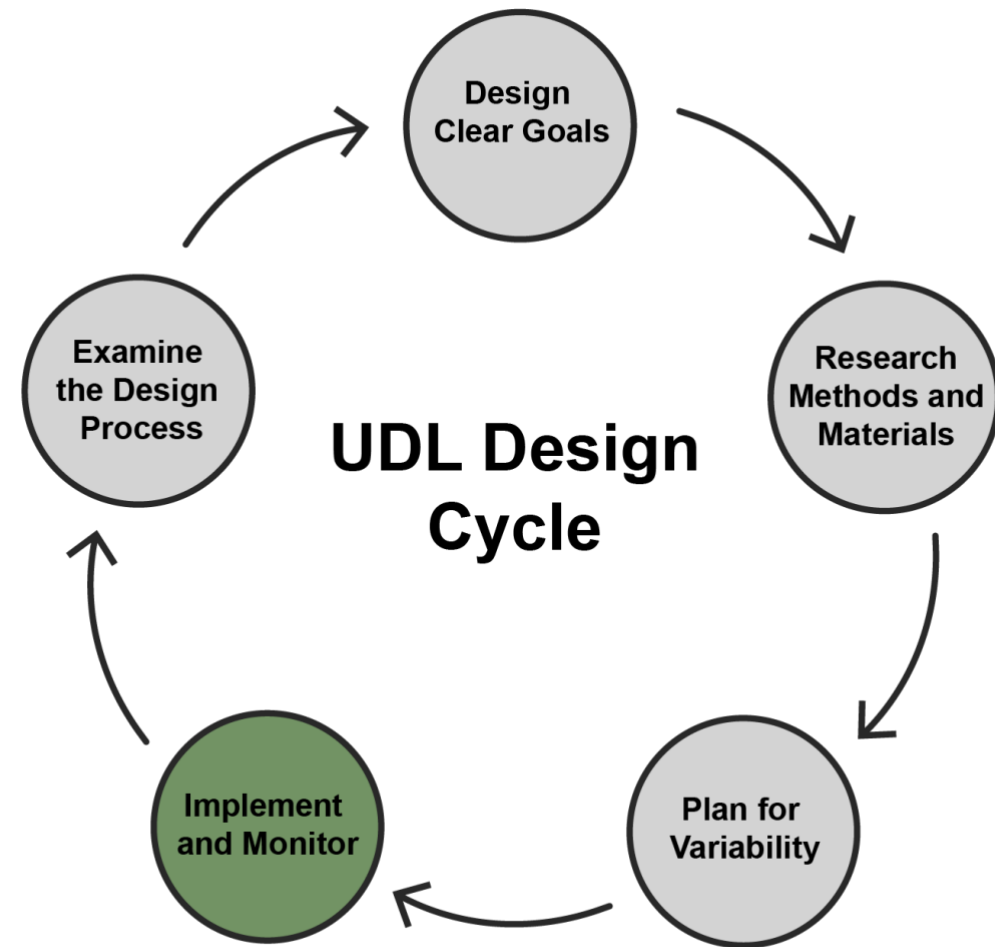 Design
Clear Goals
Research
Methods and
Materials
Plan for
Variability
Implement
and Monitor
Examine
the Design
Process
UDL Design
Cycle